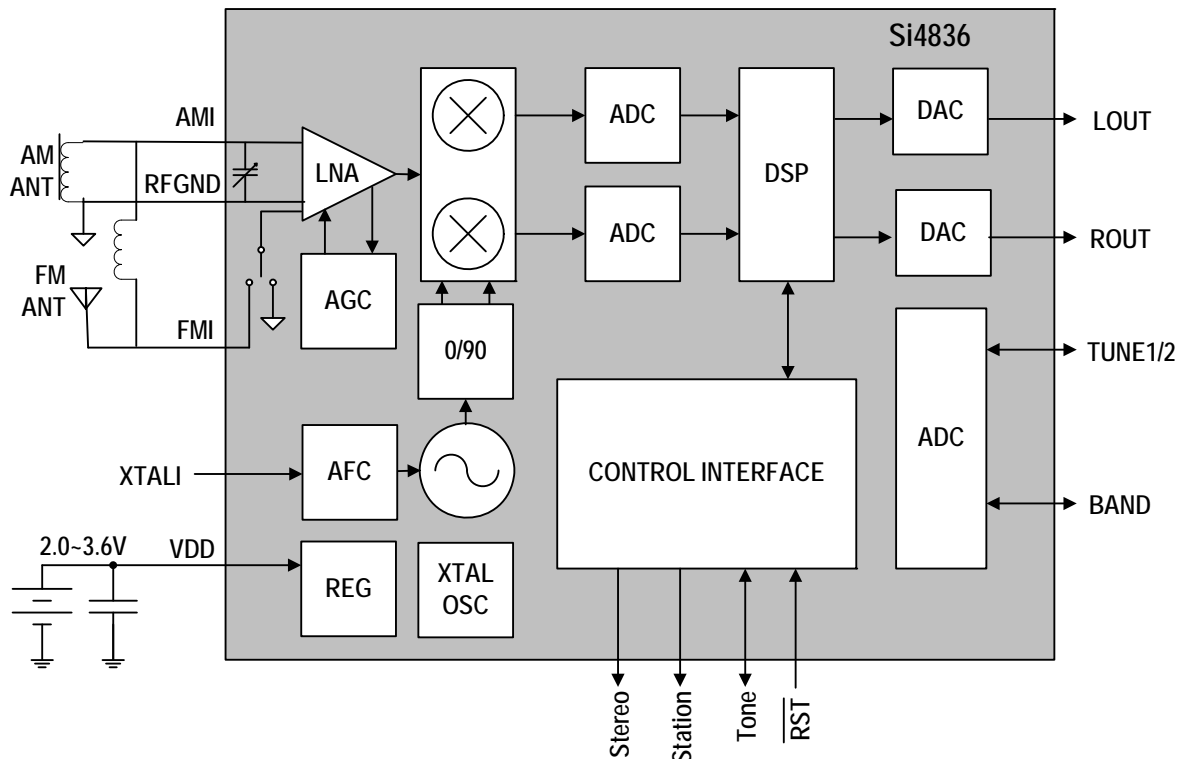 Si4836
AMI
AM
ANT
RFGND
LNA
ADC
DSP
DAC
LOUT
FM
ANT
FMI
AGC
0/90
ADC
DAC
ROUT
TUNE1/2
ADC
BAND
XTALI
AFC
CONTROL INTERFACE
2.0~3.6V
VDD
REG
XTAL
OSC
Stereo
Station
Tone
RST